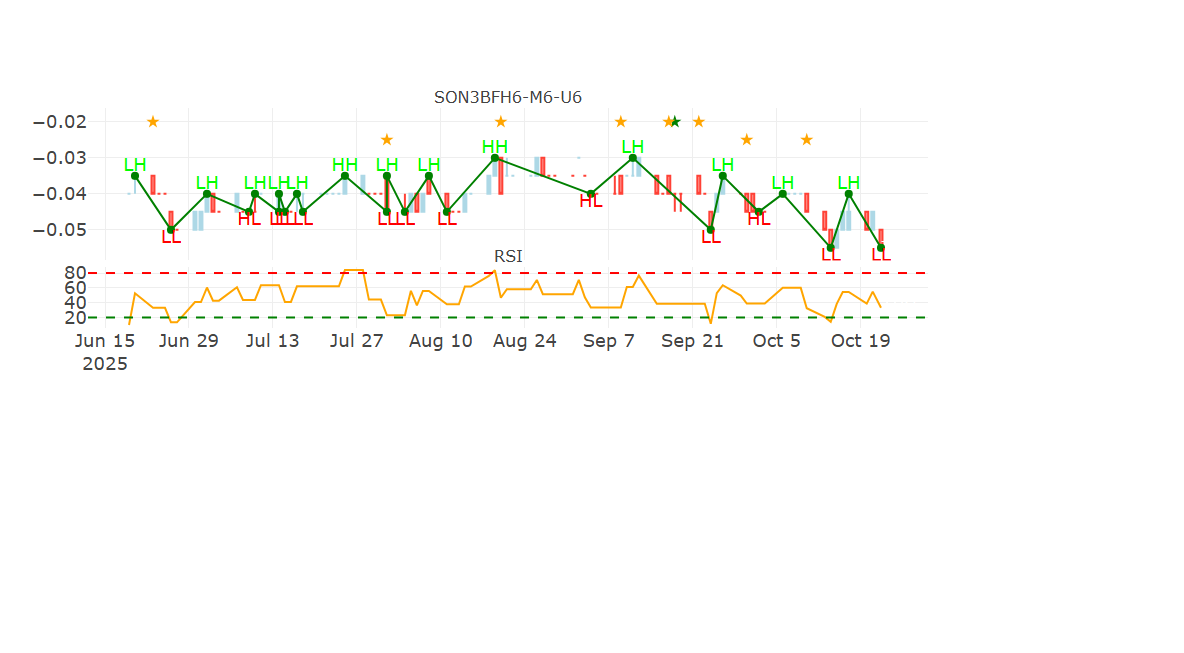 SON3BFH6-M6-U6
−0.02
−0.03
−0.04
−0.05
LH LH LH LH LH HH LH LH HH LH LH LH LH
LL HL LL LL LL LL LL HL LL HL LL LL
RSI
80
60
40
20
Jun 15 Jun 29 Jul 13 Jul 27 Aug 10 Aug 24 Sep 7 Sep 21 Oct 5 Oct 19
2025